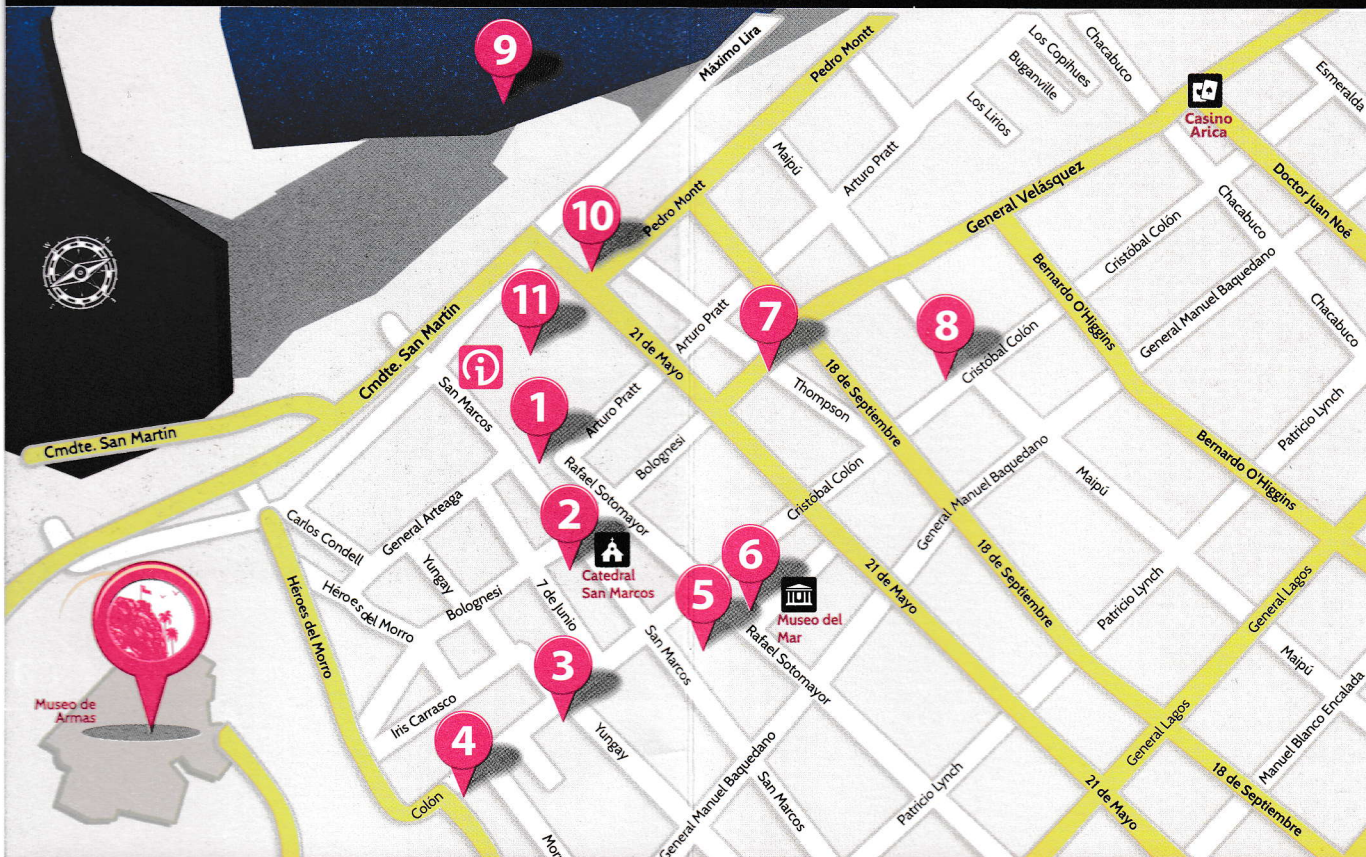 9
Máximo Lira
Pedro Montt
Los Copihues
Buganville
Chacabuco
Los Lirios
Esmeralda
Casino
Arica
Maipú
Arturo Pratt
10
Pedro Montt
General Velásquez
Chacabuco
Doctor Juan Noé
Cristóbal Colón
Bernardo O'Higgins
General Manuel Baquedano
Chacabuco
11
Cmdte. San Martín
21 de Mayo
Arturo Pratt
7
8
Cristóbal Colón
i
San Marcos
1
Arturo Pratt
Thompson
18 de Septiembre
Patricio Lynch
Cmdte. San Martín
Bolognesi
Rafael Sotomayor
Cristóbal Colón
General Manuel Baquedano
Maipú
Bernardo O'Higgins
Carlos Condell
General Arteaga
2
Catedral
San Marcos
6
5
Museo del
Mar
21 de Mayo
18 de Septiembre
Patricio Lynch
General Lagos
Héroes del Morro
Héroes del Morro
Yungay
Bolognesi
7 de Junio
San Marcos
Rafael Sotomayor
Maipú
Museo de
Armas
3
Iris Carrasco
4
Yungay
General Lagos
Manuel Blanco Encalada
Colón
General Manuel Baquedano
San Marcos
Patricio Lynch
21 de Mayo
18 de Septiembre